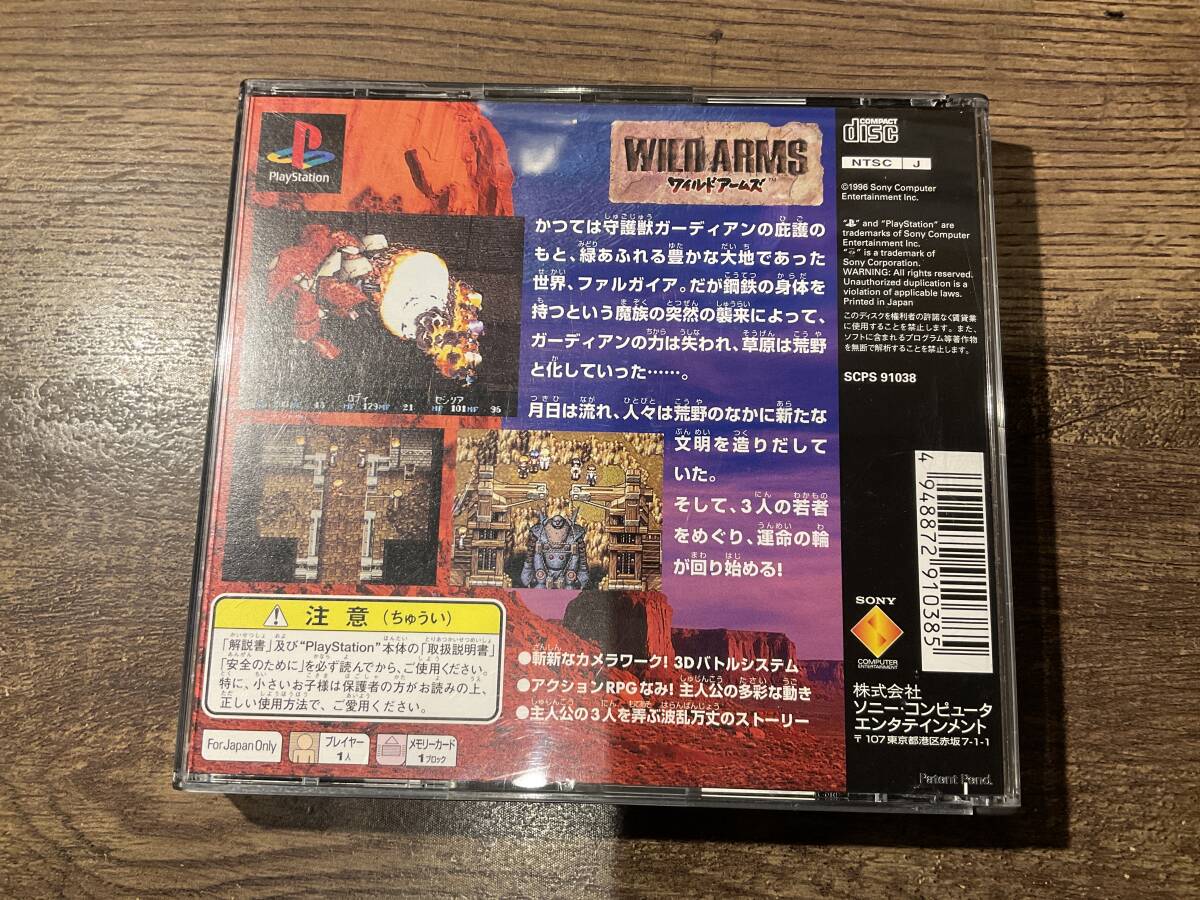 PlayStation
WILD ARMS™
ワイルドアームズ
かつては守護獣ガーディアンの庇護の
もと、緑あふれる豊かな大地であった
世界、ファルガイア。だが鋼鉄の身体を
持つという魔族の突然の襲来によって、
ガーディアンの力は失われ、草原は荒野
と化していった……。
月日は流れ、人々は荒野のなかに新たな
文明を造りだして
いた。
そして、3人の若者
をめぐり、運命の輪
が回り始める!
ロディ
セシリア
HP 129 MP 21
HP 101 MP 96
注意(ちゅうい)
「解説書」及び“PlayStation”本体の「取扱説明書」
「安全のために」を必ず読んでから、ご使用ください。
特に、小さいお子様は保護者の方がお読みの上、
正しい使用方法で、ご愛用ください。
For Japan Only
プレイヤー
1人
メモリーカード
1ブロック
●斬新なカメラワーク! 3Dバトルシステム
●アクションRPGなみ! 主人公の多彩な動き
●主人公の3人を弄ぶ波乱万丈のストーリー
COMPACT
disc
NTSC J
©1996 Sony Computer
Entertainment Inc.
" " and "PlayStation" are
trademarks of Sony Computer
Entertainment Inc.
" " is a trademark of
Sony Corporation.
WARNING: All rights reserved.
Unauthorized duplication is a
violation of applicable laws.
Printed in Japan
このディスクを権利者の許諾なく賃貸業
に使用することを禁止します。また、
ソフトに含まれるプログラム等著作物
を無断で解析することを禁止します。
SCPS 91038
4 948872 910385
SONY
COMPUTER
ENTERTAINMENT
株式会社
ソニー・コンピュータ
エンタテインメント
〒107 東京都港区赤坂7-1-1
Patent Pend.